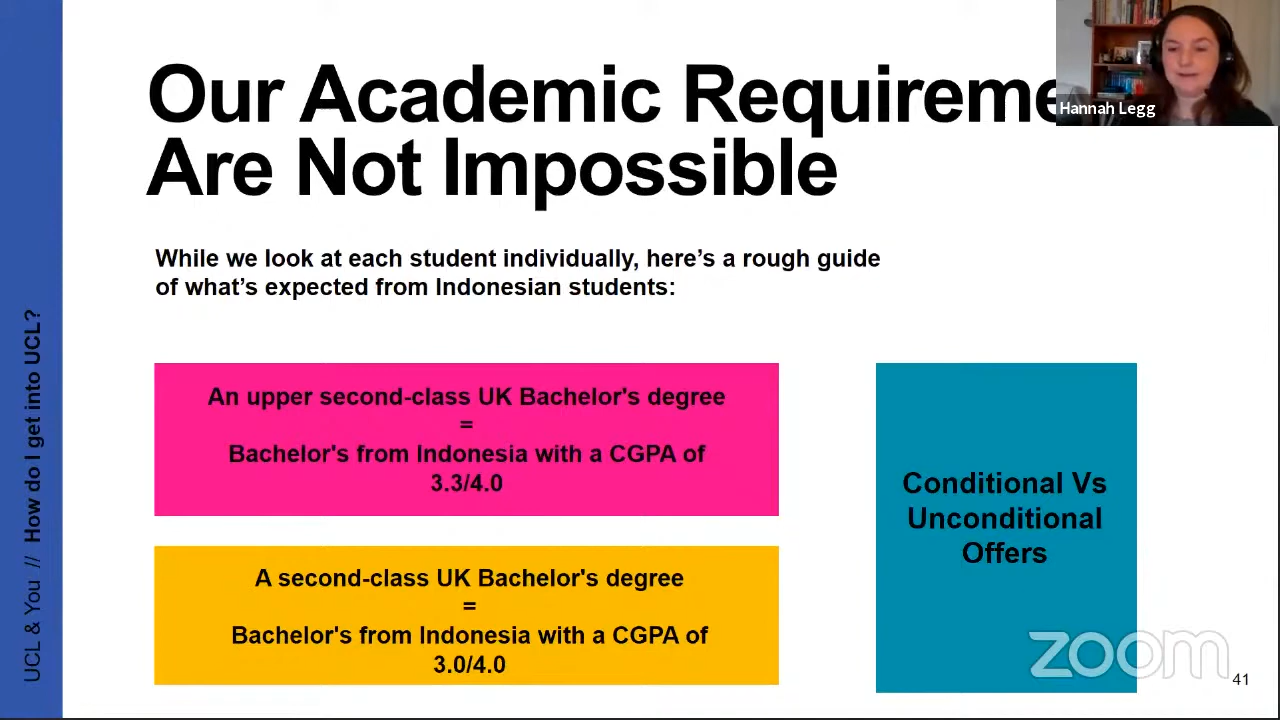 Our Academic Requireme
Are Not Impossible
Hannah Legg
While we look at each student individually, here's a rough guide
of what's expected from Indonesian students:
An upper second-class UK Bachelor's degree
=
Bachelor's from Indonesia with a CGPA of
3.3/4.0
A second-class UK Bachelor's degree
=
Bachelor's from Indonesia with a CGPA of
3.0/4.0
Conditional Vs
Unconditional
Offers
UCL & You // How do I get into UCL?
zoom
41